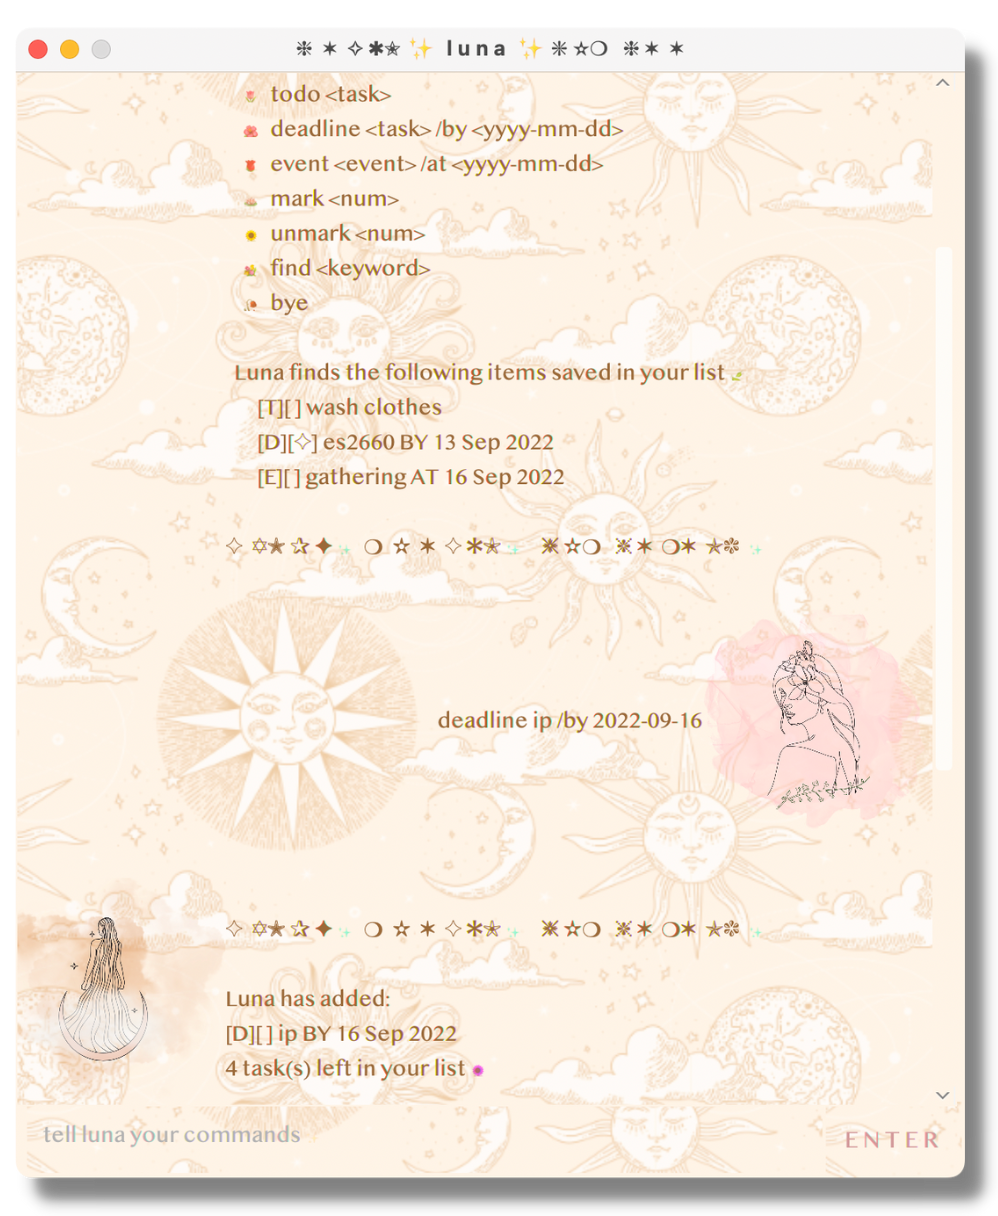 ❉ ✶ ✧ ✱✭ ✨ luna ✨ ❊ ☆ ❍ ❉ ✶ ✶
todo <task>
deadline <task> /by <yyyy-mm-dd>
event <event> /at <yyyy-mm-dd>
mark <num>
unmark <num>
find <keyword>
bye
Luna finds the following items saved in your list
[T][ ] wash clothes
[D][✧] es2660 BY 13 Sep 2022
[E][ ] gathering AT 16 Sep 2022
✧ ✡✭ ✰ ✦ ❍ ☆ ✶ ✧ ✱✭ ❊ ☆ ❍ ❊ ✶ ❍✶ ✭❉
deadline ip /by 2022-09-16
✧ ✡✭ ✰ ✦ ❍ ☆ ✶ ✧ ✱✭ ❊ ☆ ❍ ❊ ✶ ❍✶ ✭❉
Luna has added:
[D][ ] ip BY 16 Sep 2022
4 task(s) left in your list
tell luna your commands
ENTER